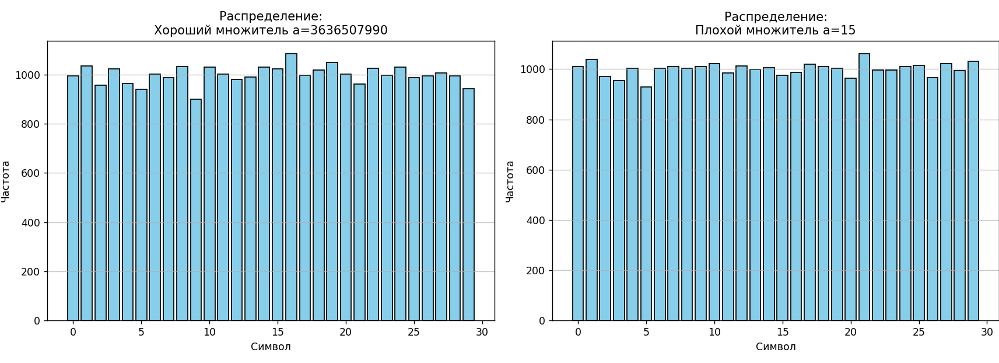 Распределение:
Хороший множитель a=3636507990
Частота
1000
800
600
400
200
0
0 5 10 15 20 25 30
Символ
Распределение:
Плохой множитель a=15
Частота
1000
800
600
400
200
0
0 5 10 15 20 25 30
Символ